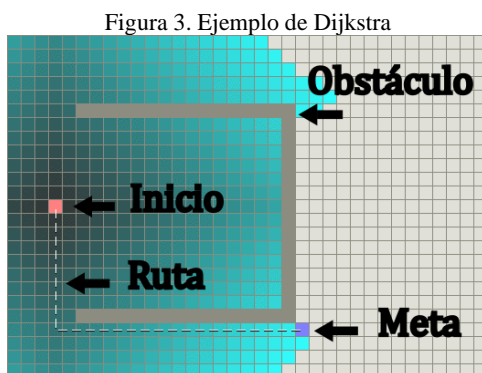 Figura 3. Ejemplo de Dijkstra
Obstáculo
Inicio
Ruta
Meta